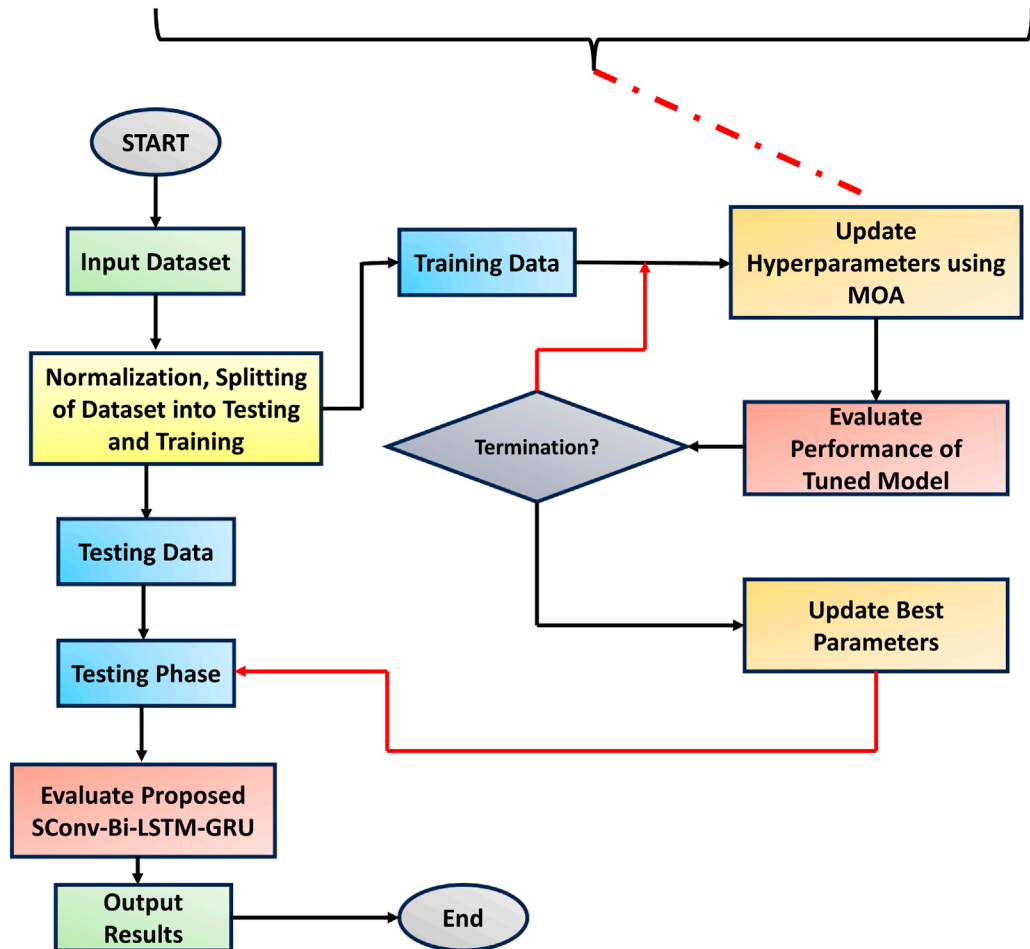 START
Input Dataset
Normalization, Splitting
of Dataset into Testing
and Training
Training Data
Update
Hyperparameters using
MOA
Evaluate
Performance of
Tuned Model
Termination?
Update Best
Parameters
Testing Data
Testing Phase
Evaluate Proposed
SConv-Bi-LSTM-GRU
Output
Results
End